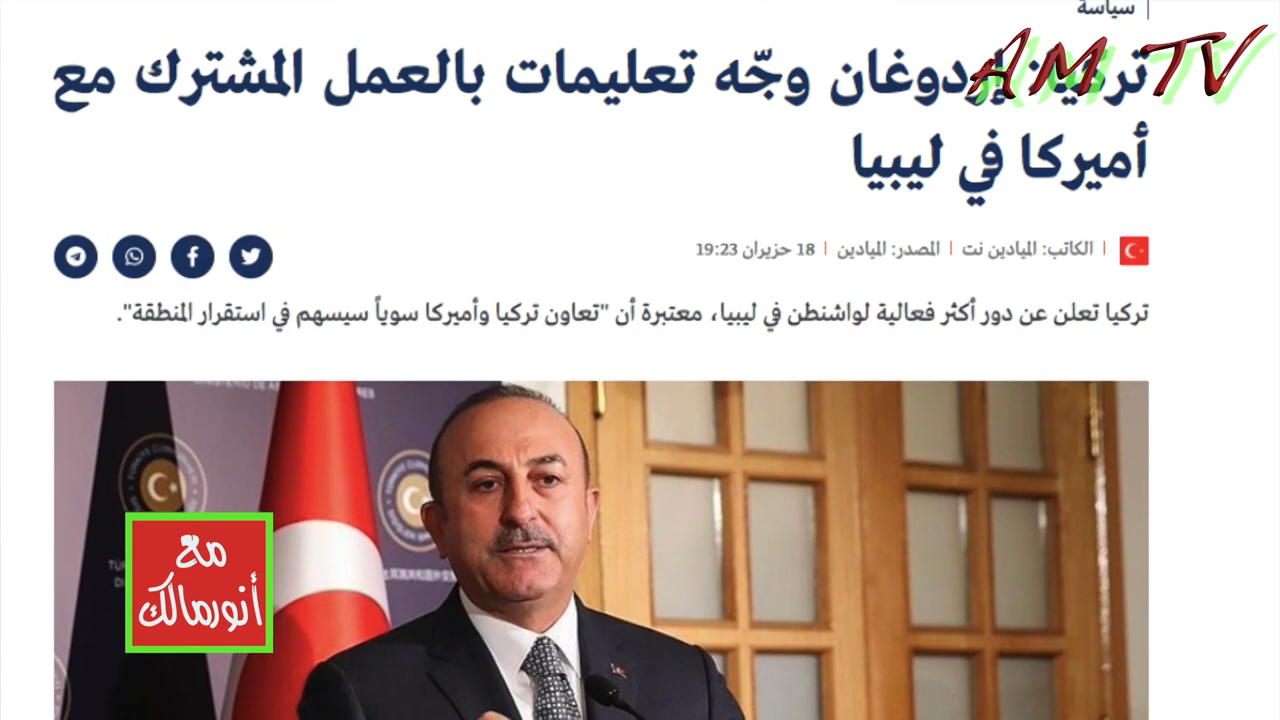 سياسة
AM TV
تركيا: إردوغان وجّه تعليمات بالعمل المشترك مع
أميركا في ليبيا
الكاتب: الميادين نت | المصدر: الميادين | 18 حزيران 19:23
تركيا تعلن عن دور أكثر فعالية لواشنطن في ليبيا، معتبرة أن "تعاون تركيا وأميركا سوياً سيسهم في استقرار المنطقة".
مع
أنورمالك